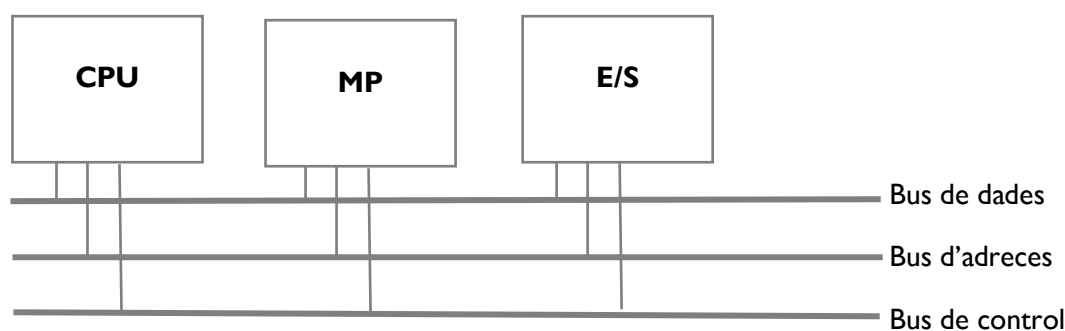 CPU
MP
E/S
Bus de dades
Bus d'adreces
Bus de control